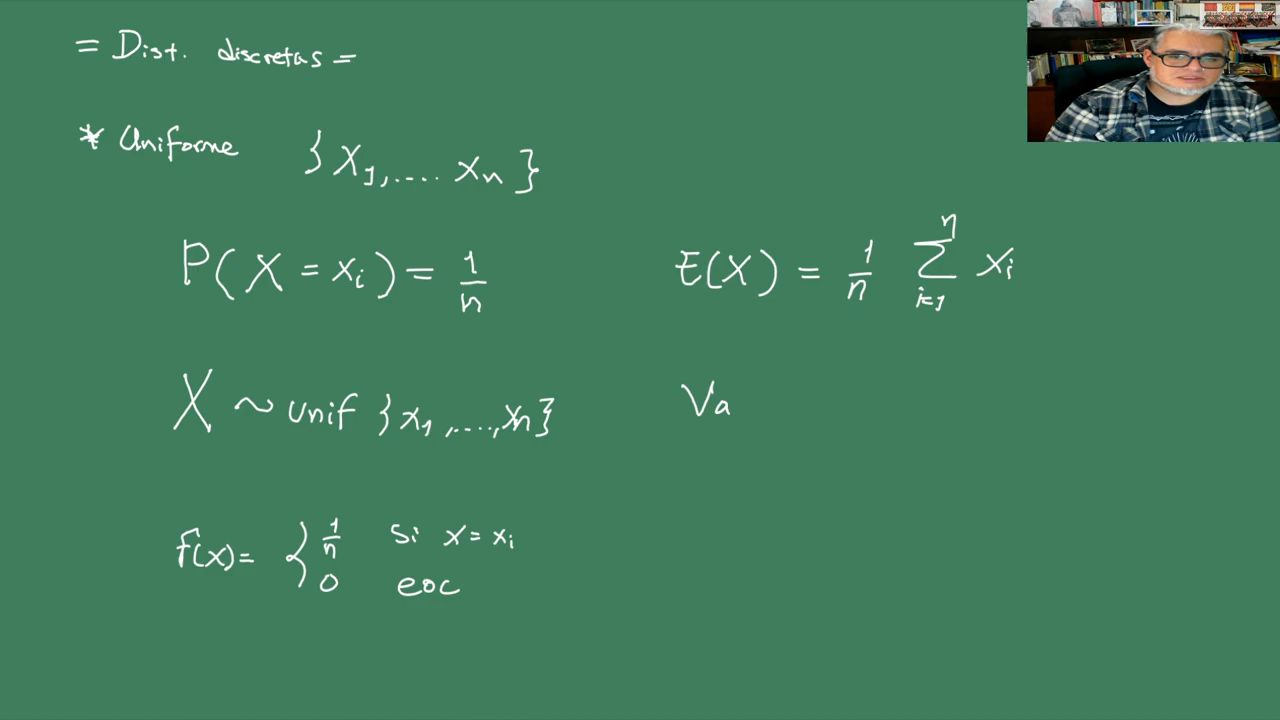 = Dist. discretas =
* Uniforme {X1,.... xn}
P(X = xi) = 1/n
E(X) = 1/n Σ i=1 n xi
X ~ unif {x1,....,xn}
Va
f(x)= { 1/n si x = xi
0 eoc